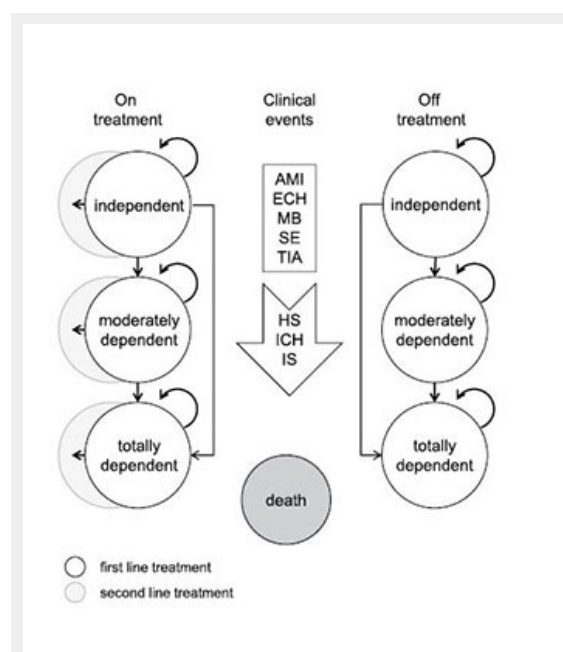 On
treatment
Clinical
events
Off
treatment
independent
AMI
ECH
MB
SE
TIA
independent
moderately
dependent
HS
ICH
IS
moderately
dependent
totally
dependent
death
totally
dependent
first line treatment
second line treatment